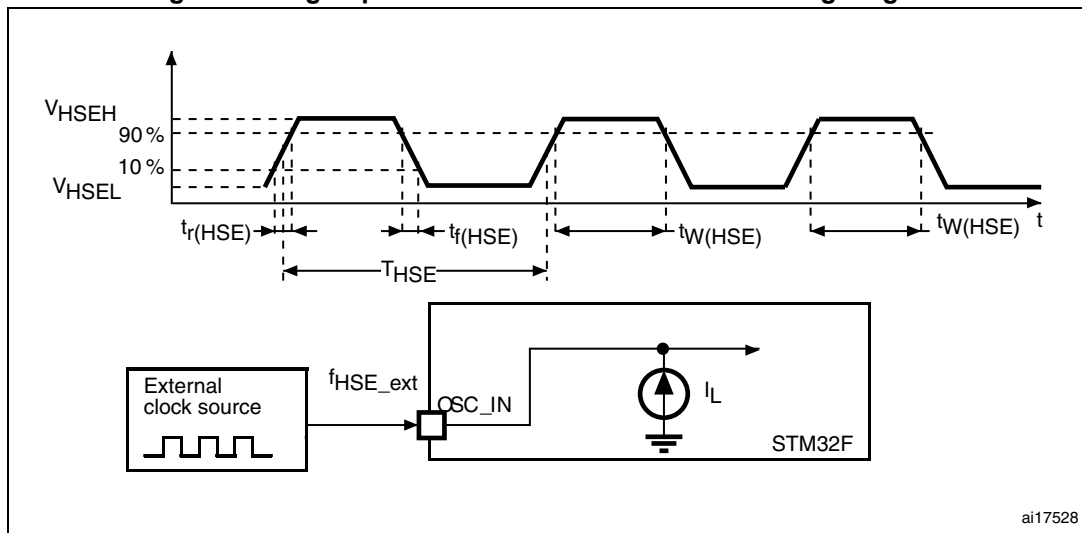 VHSEH
90 %
10 %
VHSEL
tr(HSE)
tf(HSE)
tW(HSE)
tW(HSE)
t
THSE
External
clock source
fHSE_ext
OSC_IN
IL
STM32F
ai17528